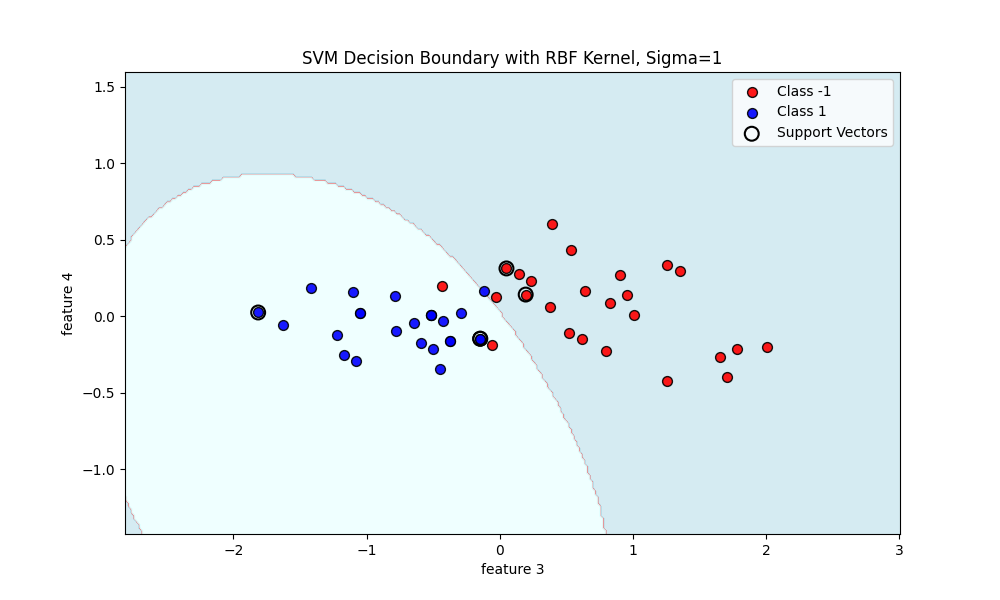 SVM Decision Boundary with RBF Kernel, Sigma=1
Class -1
Class 1
Support Vectors
1.5
1.0
0.5
0.0
−0.5
−1.0
feature 4
−2
−1
0
1
2
3
feature 3